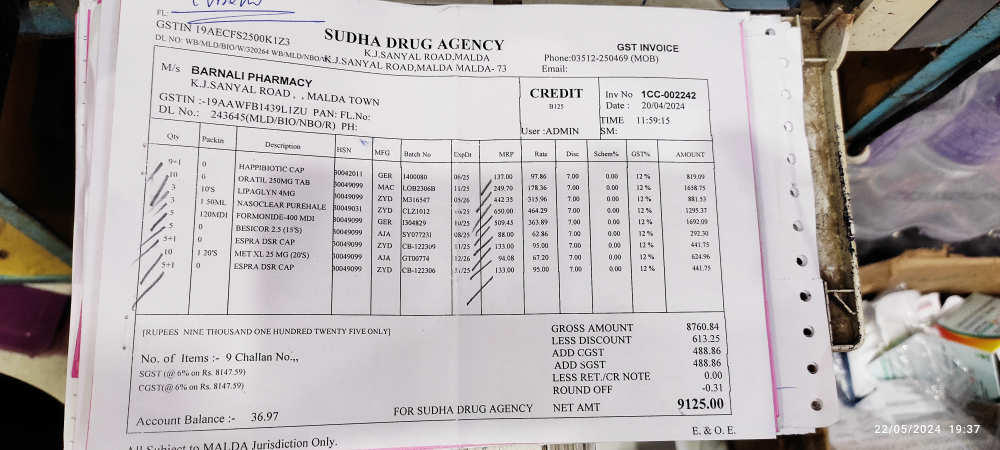 FL:
GSTIN 19AECFS2500K1Z3
DL NO: WB/MLD/BIO/W/320264 WB/MLD/NBO/W
SUDHA DRUG AGENCY
K.J.SANYAL ROAD,MALDA
K.J.SANYAL ROAD,MALDA MALDA- 73
GST INVOICE
Phone:03512-250469 (MOB)
Email:
M/s BARNALI PHARMACY
K.J.SANYAL ROAD , , MALDA TOWN
GSTIN :-19AAWFB1439L1ZU PAN: FL.No:
DL No.: 243645(MLD/BIO/NBO/R) PH:
CREDIT
B125
User :ADMIN
Inv No 1CC-002242
Date : 20/04/2024
TIME 11:59:15
SM:
Qty Packin Description HSN MFG Batch No ExpDt MRP Rate Disc Schem% GST% AMOUNT
9+1 0 HAPPIBIOTIC CAP 30042011 GER I400080 06/25 137.00 97.86 7.00 0.00 12 % 819.09
10 0 ORATIL 250MG TAB 30049099 MAC LOB2306B 11/25 249.70 178.36 7.00 0.00 12 % 1658.75
3 10'S LIPAGLYN 4MG 30049099 ZYD M316547 05/26 442.35 315.96 7.00 0.00 12 % 881.53
3 1 50ML NASOCLEAR PUREHALE 30049031 ZYD CLZ1012 10/25 650.00 464.29 7.00 0.00 12 % 1295.37
5 120MDI FORMONIDE-400 MDI 30049099 GER I304829 10/25 509.45 363.89 7.00 0.00 12 % 1692.09
5 0 BESICOR 2.5 (15'S) 30049099 AJA SY077231 08/25 88.00 62.86 7.00 0.00 12 % 292.30
5+1 0 ESPRA DSR CAP 30049099 ZYD CB-122309 11/25 133.00 95.00 7.00 0.00 12 % 441.75
10 1 20'S MET XL 25 MG (20'S) 30049099 AJA GT00774 12/26 94.08 67.20 7.00 0.00 12 % 624.96
5+1 0 ESPRA DSR CAP 30049099 ZYD CB-122306 11/25 133.00 95.00 7.00 0.00 12 % 441.75
[RUPEES NINE THOUSAND ONE HUNDRED TWENTY FIVE ONLY]
No. of Items :- 9 Challan No.,,
SGST (@ 6% on Rs. 8147.59)
CGST(@ 6% on Rs. 8147.59)
GROSS AMOUNT 8760.84
LESS DISCOUNT 613.25
ADD CGST 488.86
ADD SGST 488.86
LESS RET./CR NOTE 0.00
ROUND OFF -0.31
Account Balance :- 36.97
FOR SUDHA DRUG AGENCY NET AMT 9125.00
E. & O. E.
All Subject to MALDA Jurisdiction Only.
22/05/2024 19:37